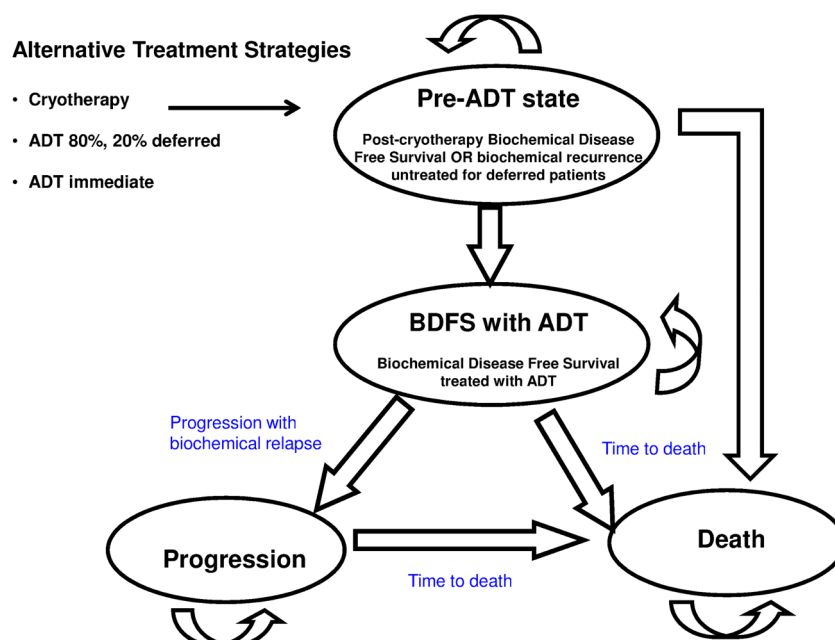 Alternative Treatment Strategies
• Cryotherapy
• ADT 80%, 20% deferred
• ADT immediate
Pre-ADT state
Post-cryotherapy Biochemical Disease
Free Survival OR biochemical recurrence
untreated for deferred patients
BDFS with ADT
Biochemical Disease Free Survival
treated with ADT
Progression with
biochemical relapse
Time to death
Progression
Time to death
Death